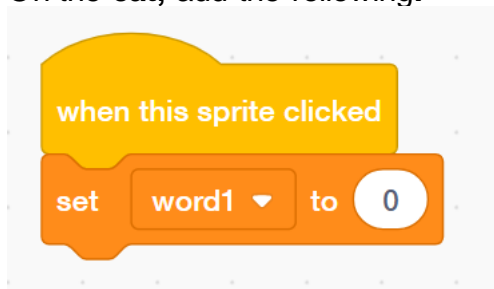 On the cat, add the following:
when this sprite clicked
set word1 to 0